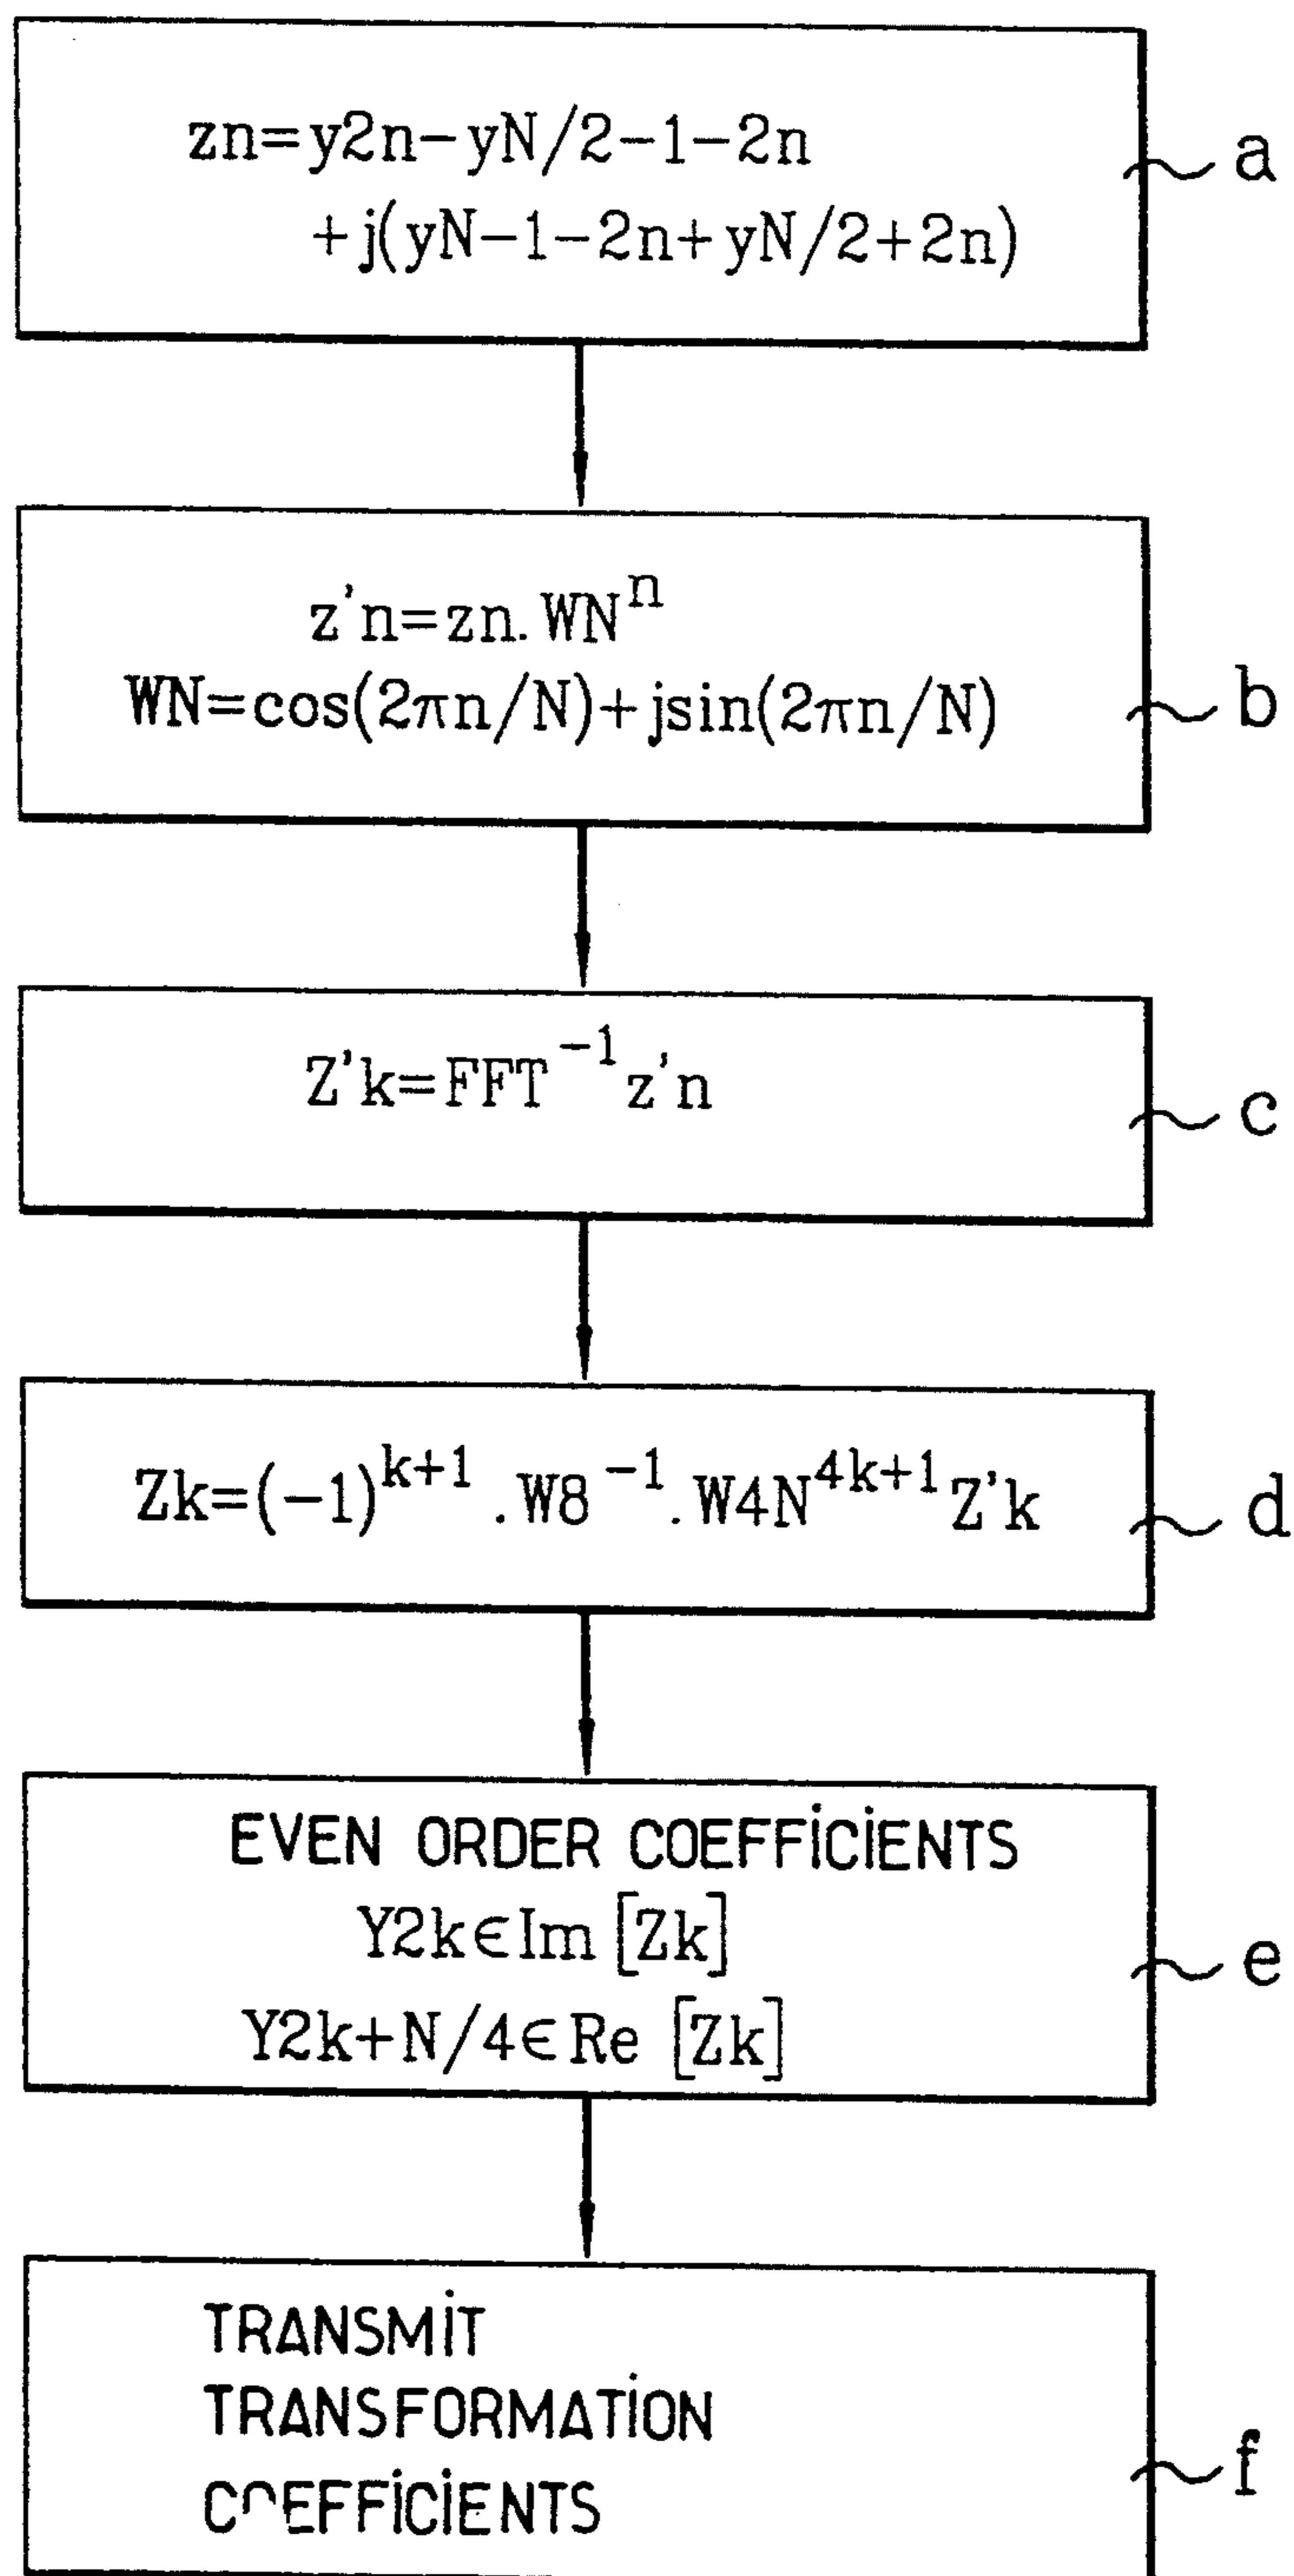 zn=y2n-yN/2-1-2n
+j(yN-1-2n+yN/2+2n)
a
z'n=zn.WN^n
WN=cos(2πn/N)+jsin(2πn/N)
b
Z'k=FFT^-1 z'n
c
Zk=(-1)^k+1 .W8^-1 .W4N^4k+1 Z'k
d
EVEN ORDER COEFFiCiENTS
Y2k∈Im [Zk]
Y2k+N/4∈Re [Zk]
e
TRANSMiT
TRANSFORMATiON
COEFFiCiENTS
f